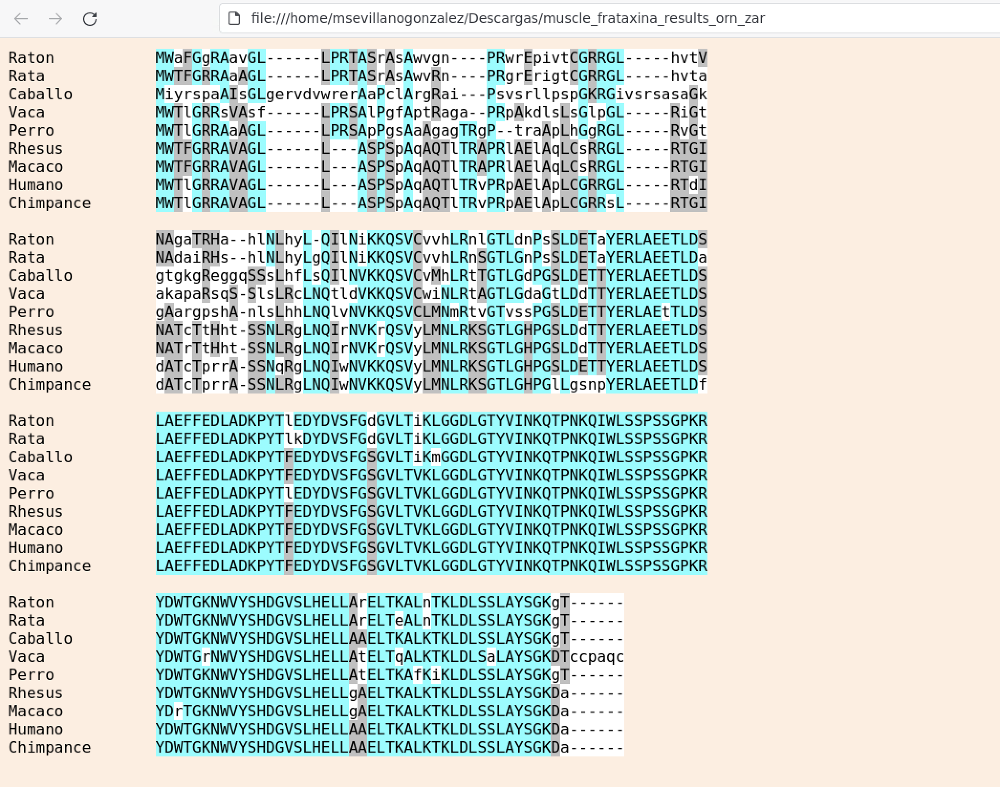 file:///home/msevillanogonzalez/Descargas/muscle_frataxina_results_orn_zar
Raton MWaFGgRAavGL------LPRTASrAsAwvgn----PRwrEpivtCGRRGL-----hvtV
Rata MWTFGRRAaAGL------LPRTASrAsAwvRn----PRgrErigtCGRRGL-----hvta
Caballo MiyrspaAIsGLgervdvwrerAaPclArgRai---PsvsrllpspGKRGivsrsasaGk
Vaca MWTlGRRsVAsf------LPRSAlPgfAptRaga--PRpAkdlsLsGlpGL-----RiGt
Perro MWTlGRRAaAGL------LPRSApPgsAaAgagTRgP--traApLhGgRGL-----RvGt
Rhesus MWTFGRRAVAGL------L---ASPSpAqAQTlTRAPRlAElAqLCsRRGL-----RTGI
Macaco MWTFGRRAVAGL------L---ASPSpAqAQTlTRAPRlAElAqLCsRRGL-----RTGI
Humano MWTlGRRAVAGL------L---ASPSpAqAQTlTRvPRpAElApLCGRRGL-----RTdI
Chimpance MWTlGRRAVAGL------L---ASPSpAqAQTlTRvPRpAElApLCGRRsL-----RTGI
Raton NAgaTRHa--hlNLhyL-QIlNiKKQSVCvvhLRnlGTLdnPsSLDETaYERLAEETLDS
Rata NAdaiRHs--hlNLhyLgQIlNiKKQSVCvvhLRnSGTLGnPsSLDETaYERLAEETLDa
Caballo gtgkgReggqSSsLhfLsQIlNVKKQSVCvMhLRtTGTLGdPGSLDETTYERLAEETLDS
Vaca akapaRsqS-SlsLRcLNQtldVKKQSVCwiNLRtAGTLGdaGtLDdTTYERLAEETLDS
Perro gAargpshA-nlsLhhLNQlvNVKKQSVCLMNmRtvGTvssPGSLDETTYERLAEtTLDS
Rhesus NATcTtHht-SSNLRgLNQIrNVKrQSVyLMNLRKSGTLGHPGSLDdTTYERLAEETLDS
Macaco NATrTtHht-SSNLRgLNQIrNVKrQSVyLMNLRKSGTLGHPGSLDdTTYERLAEETLDS
Humano dATcTprrA-SSNqRgLNQIwNVKKQSVyLMNLRKSGTLGHPGSLDETTYERLAEETLDS
Chimpance dATcTprrA-SSNLRgLNQIwNVKKQSVyLMNLRKSGTLGHPGlLgsnpYERLAEETLDf
Raton LAEFFEDLADKPYTlEDYDVSFGdGVLTiKLGGDLGTYVINKQTPNKQIWLSSPSSGPKR
Rata LAEFFEDLADKPYTlkDYDVSFGdGVLTiKLGGDLGTYVINKQTPNKQIWLSSPSSGPKR
Caballo LAEFFEDLADKPYTFEDYDVSFGSGVLTiKmGGDLGTYVINKQTPNKQIWLSSPSSGPKR
Vaca LAEFFEDLADKPYTFEDYDVSFGSGVLTVKLGGDLGTYVINKQTPNKQIWLSSPSSGPKR
Perro LAEFFEDLADKPYTlEDYDVSFGSGVLTVKLGGDLGTYVINKQTPNKQIWLSSPSSGPKR
Rhesus LAEFFEDLADKPYTFEDYDVSFGSGVLTVKLGGDLGTYVINKQTPNKQIWLSSPSSGPKR
Macaco LAEFFEDLADKPYTFEDYDVSFGSGVLTVKLGGDLGTYVINKQTPNKQIWLSSPSSGPKR
Humano LAEFFEDLADKPYTFEDYDVSFGSGVLTVKLGGDLGTYVINKQTPNKQIWLSSPSSGPKR
Chimpance LAEFFEDLADKPYTFEDYDVSFGSGVLTVKLGGDLGTYVINKQTPNKQIWLSSPSSGPKR
Raton YDWTGKNWVYSHDGVSLHELLArELTKALnTKLDLSSLAYSGKgT------
Rata YDWTGKNWVYSHDGVSLHELLArELTeALnTKLDLSSLAYSGKgT------
Caballo YDWTGKNWVYSHDGVSLHELLAAELTKALKTKLDLSSLAYSGKgT------
Vaca YDWTGrNWVYSHDGVSLHELLAtELTqALKTKLDLSaLAYSGKDTccpaqc
Perro YDWTGKNWVYSHDGVSLHELLAtELTKAfKiKLDLSSLAYSGKgT------
Rhesus YDWTGKNWVYSHDGVSLHELLgAELTKALKTKLDLSSLAYSGKDa------
Macaco YDrTGKNWVYSHDGVSLHELLgAELTKALKTKLDLSSLAYSGKDa------
Humano YDWTGKNWVYSHDGVSLHELLAAELTKALKTKLDLSSLAYSGKDa------
Chimpance YDWTGKNWVYSHDGVSLHELLAAELTKALKTKLDLSSLAYSGKDa------